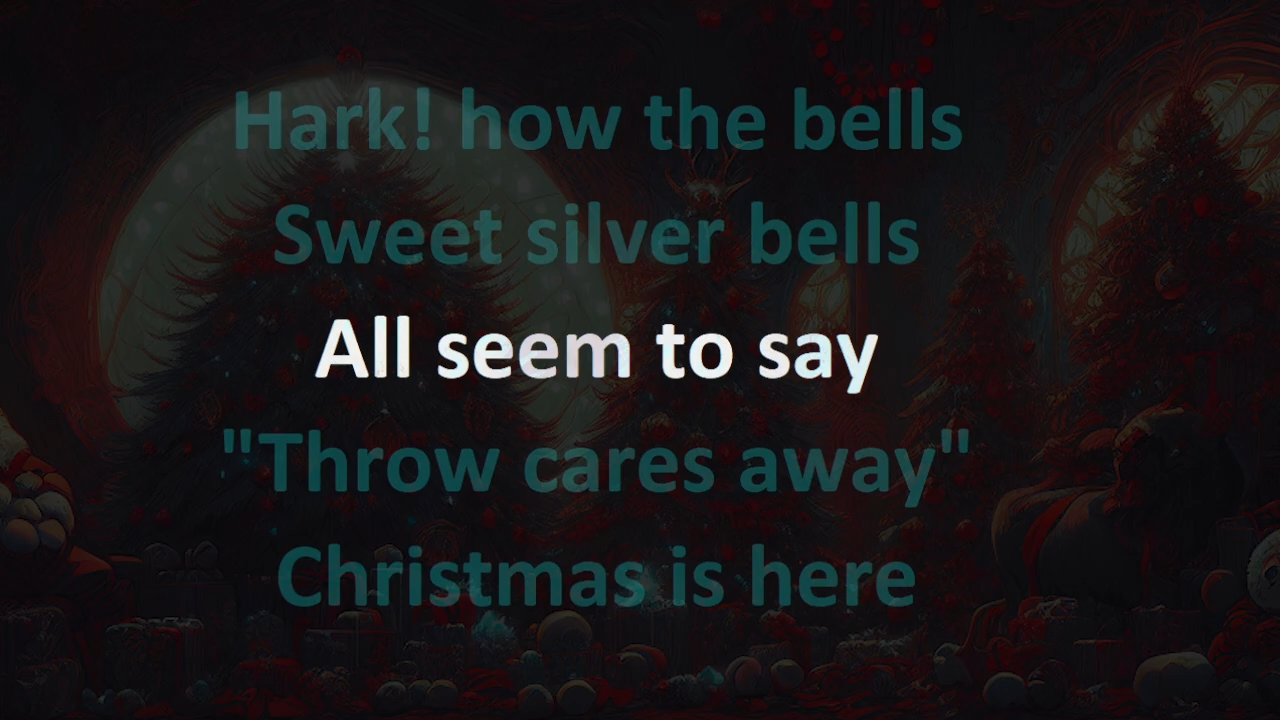 Hark! how the bells
Sweet silver bells
All seem to say
"Throw cares away"
Christmas is here